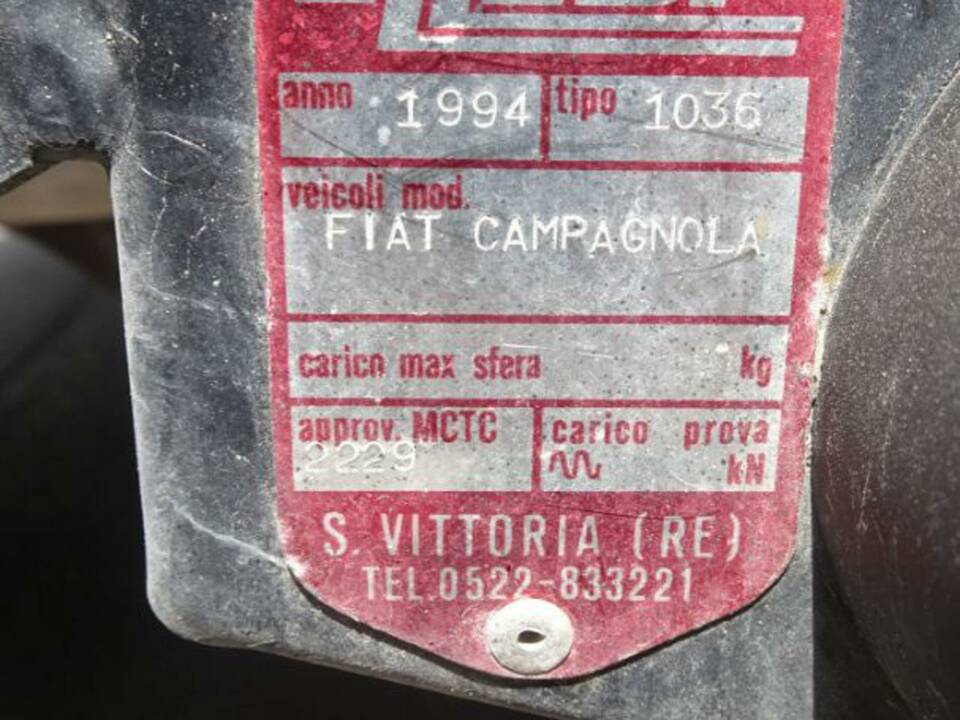 anno 1994 tipo 1036
veicoli mod.
FIAT CAMPAGNOLA
carico max sfera kg
approv. MCTC carico prova
2229 kN
S. VITTORIA (RE)
TEL.0522-833221